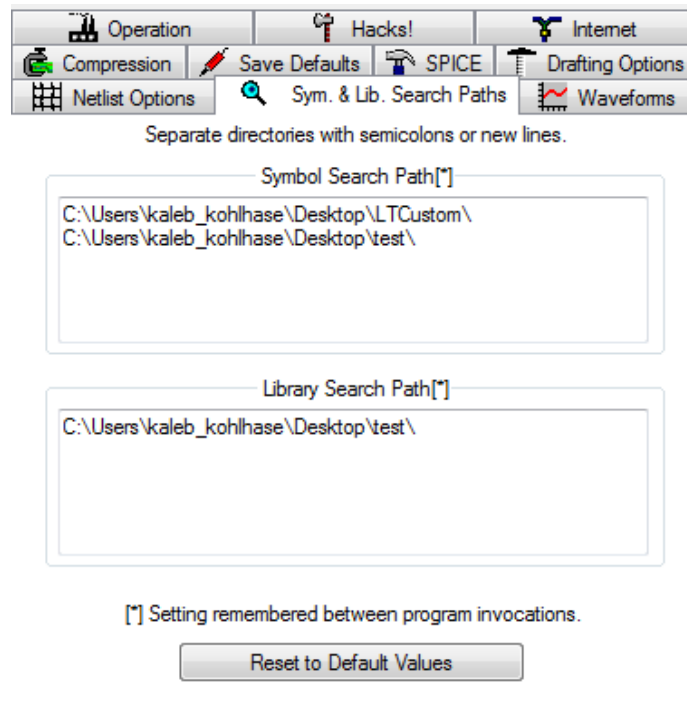 Operation Hacks! Internet
Compression Save Defaults SPICE Drafting Options
Netlist Options Sym. & Lib. Search Paths Waveforms
Separate directories with semicolons or new lines.
Symbol Search Path[*]
C:\Users\kaleb_kohlhase\Desktop\LTCustom\
C:\Users\kaleb_kohlhase\Desktop\test\
Library Search Path[*]
C:\Users\kaleb_kohlhase\Desktop\test\
[*] Setting remembered between program invocations.
Reset to Default Values